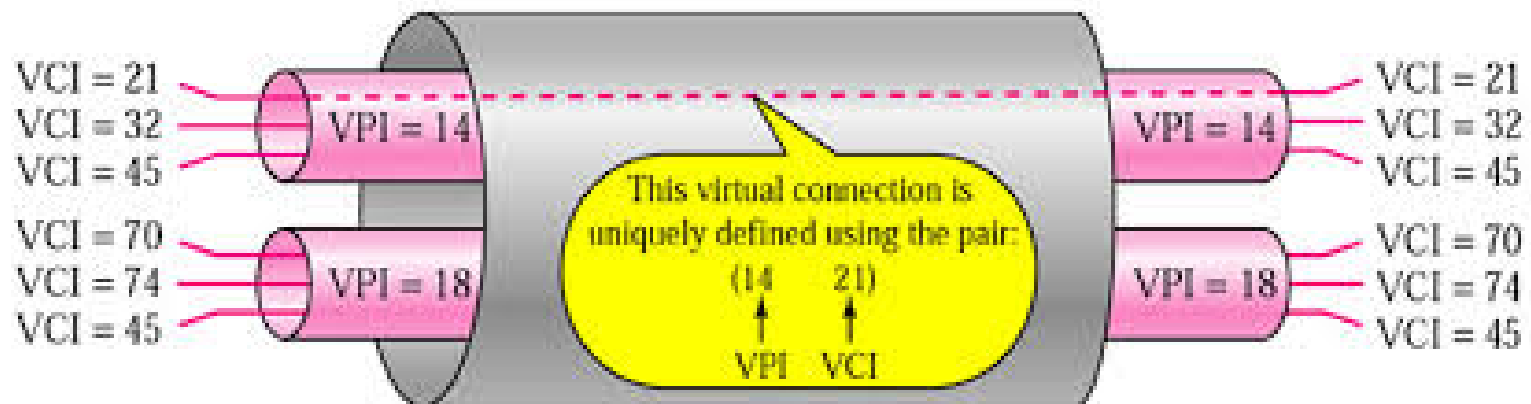 VCI = 21
VCI = 32
VCI = 45
VPI = 14
VCI = 70
VCI = 74
VCI = 45
VPI = 18
This virtual connection is
uniquely defined using the pair:
(14 21)
VPI VCI
VPI = 14
VCI = 21
VCI = 32
VCI = 45
VPI = 18
VCI = 70
VCI = 74
VCI = 45